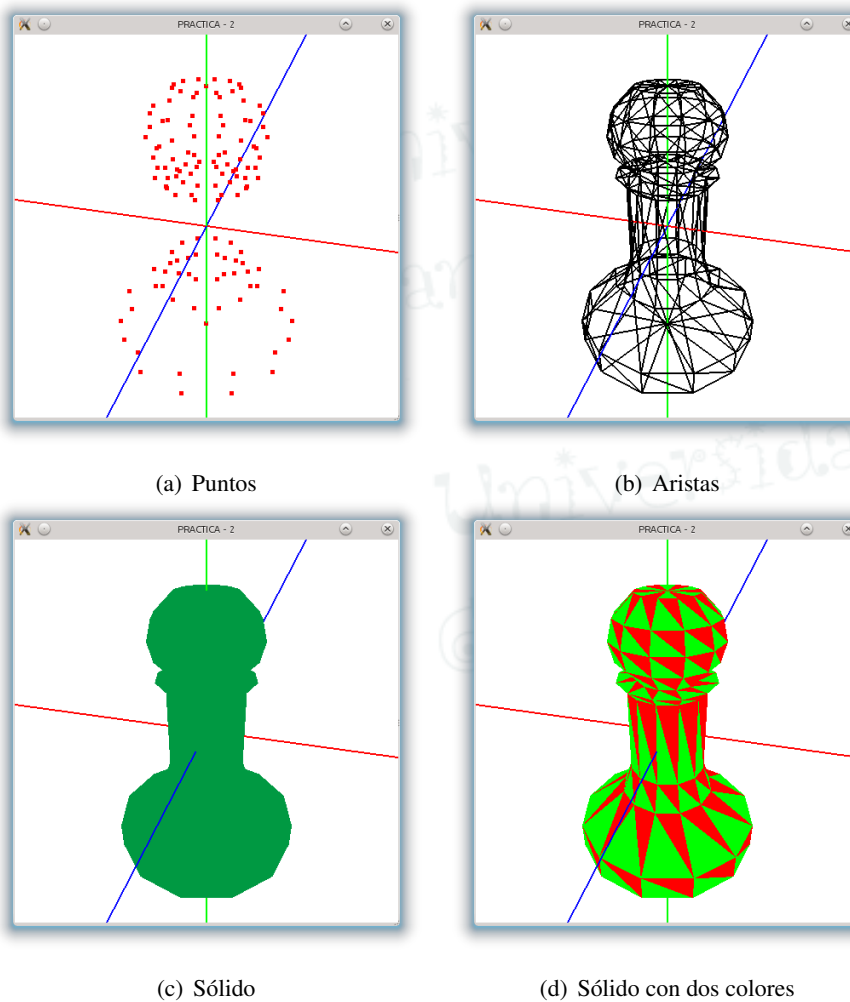 PRACTICA - 2
PRACTICA - 2
(a) Puntos
(b) Aristas
PRACTICA - 2
PRACTICA - 2
(c) Sólido
(d) Sólido con dos colores